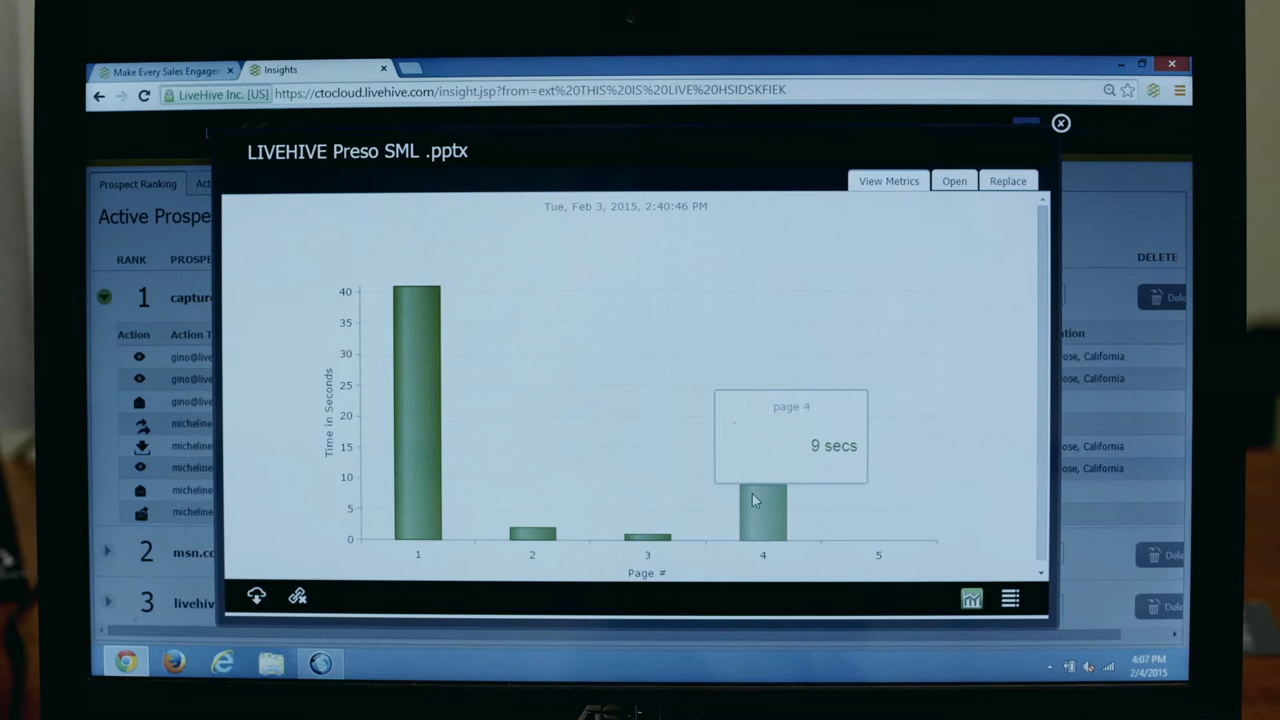 Make Every Sales Engagen
Insights
LiveHive Inc. [US]
https://ctocloud.livehive.com/insight.jsp?from=ext%20THIS%20IS%20LIVE%20HSIDSKFIEK
LIVEHIVE Preso SML .pptx
View Metrics
Open
Replace
Tue, Feb 3, 2015, 2:40:46 PM
Prospect Ranking
Active Prospe
RANK
PROSPE
DELETE
1
capture
Action
Action T
gino@live
gino@live
gino@live
micheline
micheline
micheline
micheline
micheline
2
msn.co
3
livehiv
40
35
30
25
20
15
10
5
0
Time in Seconds
page 4
9 secs
1
2
3
4
5
Page #
Dele
ation
ose, California
ose, California
ose, California
ose, California
Dele
Dele
4:07 PM
2/4/2015